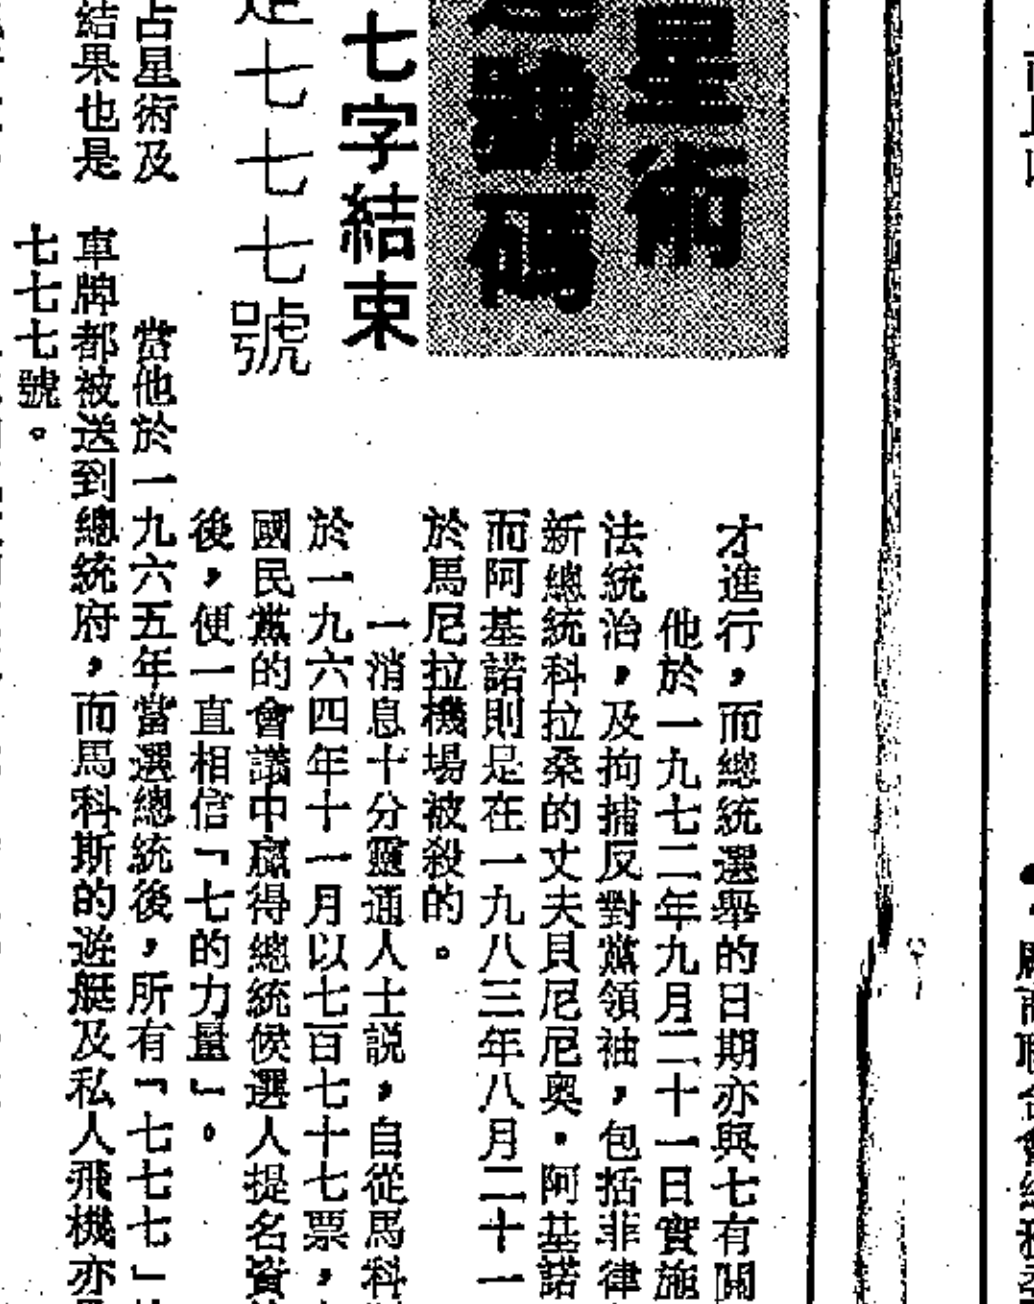 星術
號碼
七字結束
七七七號
才進行，而總統選舉的日期亦與七有關
他於一九七二年九月二十一日實施
法統治，及拘捕反對黨領袖，包括非律
新總統科拉桑的丈夫貝尼尼奧·阿基諾
而阿基諾則是在一九八三年八月二十一
於馬尼拉機場被殺的。
一消息十分靈通人士説，自從馬科
於一九六四年十一月以七百七十七票，
國民黨的會議中贏得總統候選人提名資
後，便一直相信「七的力量」。
占星術及
結果也是
當他於一九六五年當選總統後，所有「七七七」
車牌都被送到總統府，而馬科斯的遊艇及私人飛機亦
七七七號。